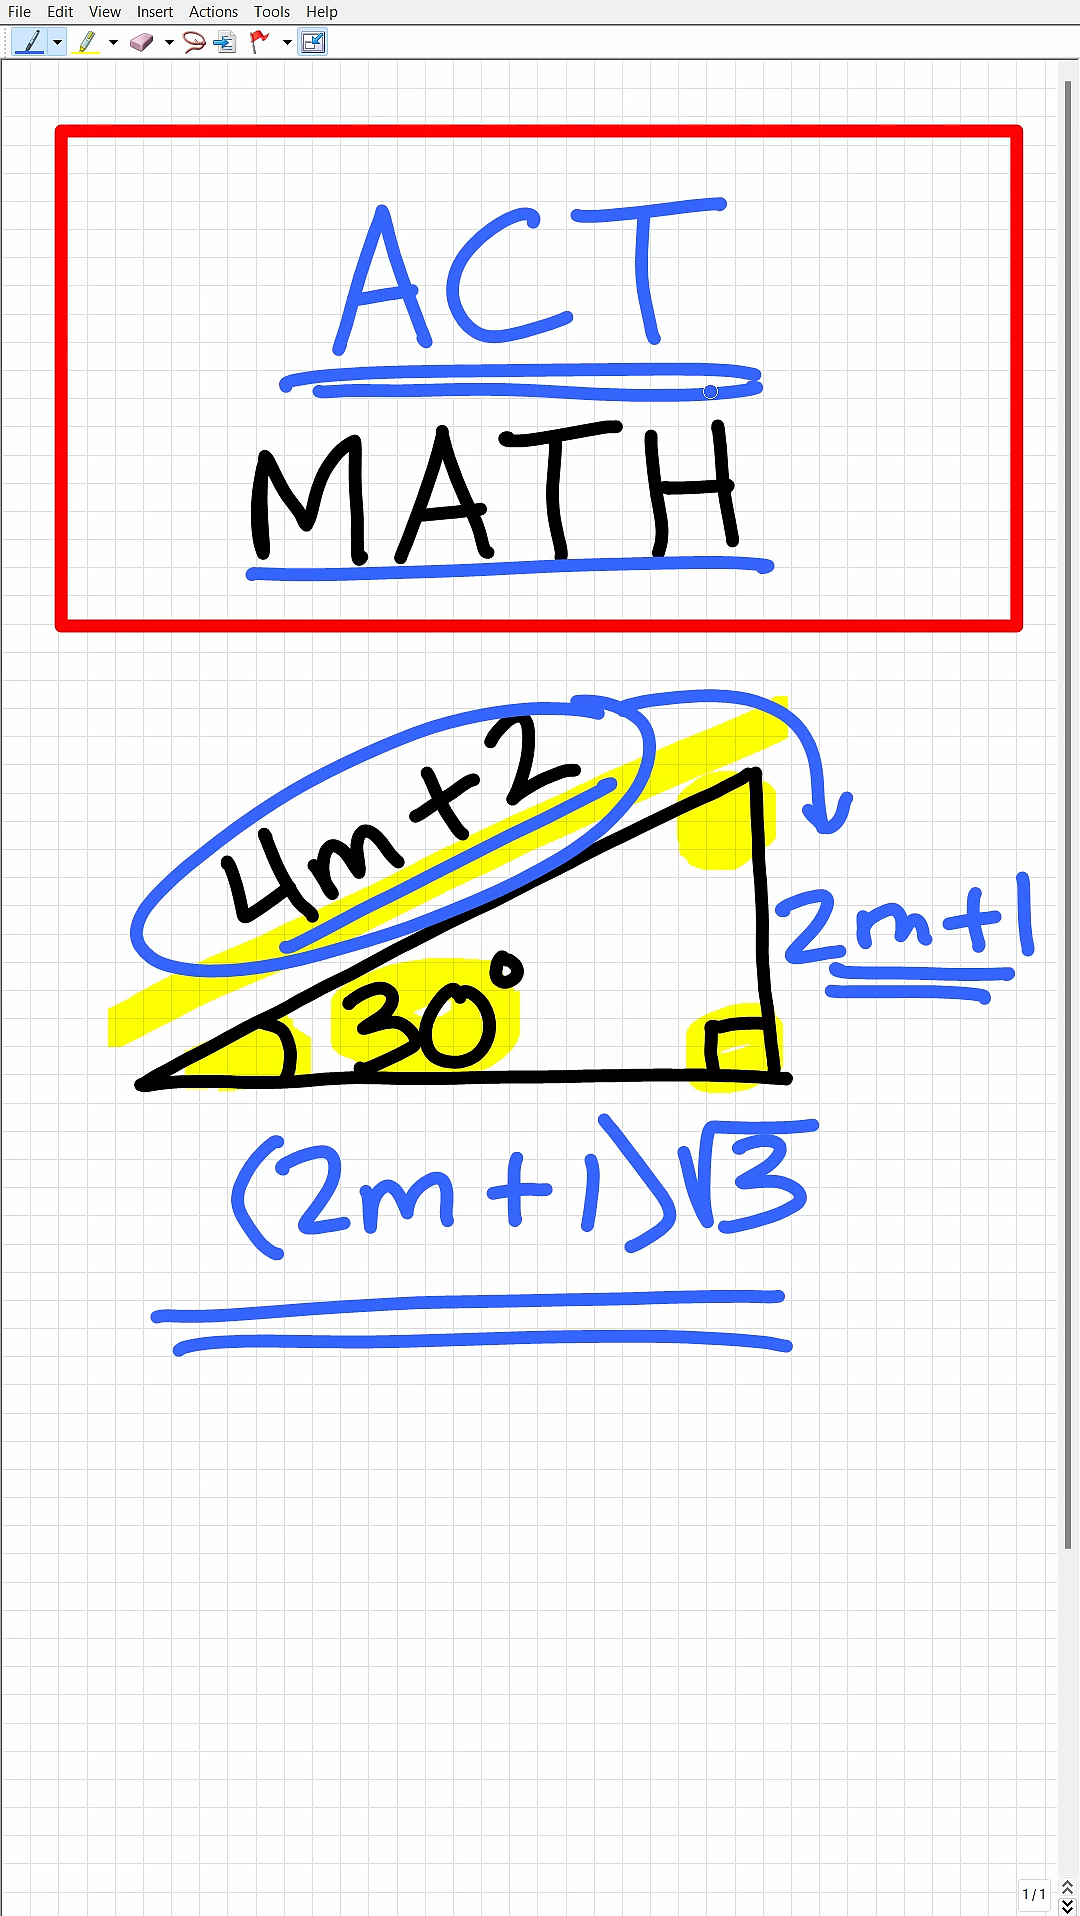 File Edit View Insert Actions Tools Help
ACT
MATH
4m+2
2m+1
30°
(2m+1)√3
1/1